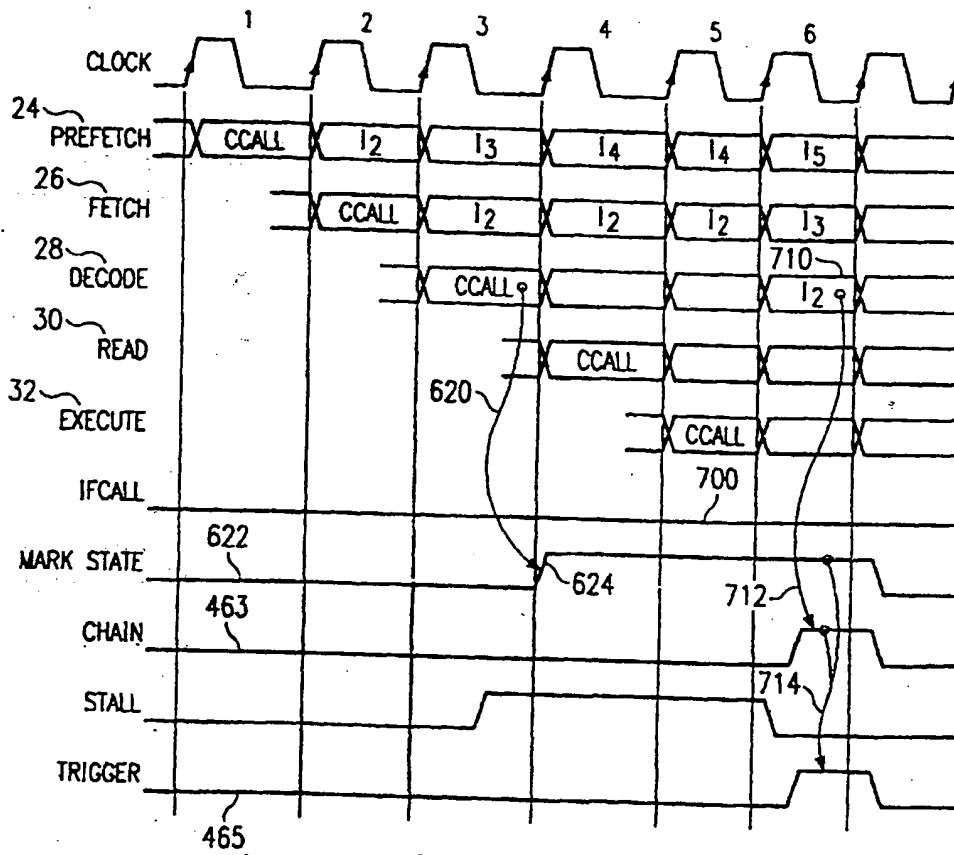 1 2 3 4 5 6
CLOCK
24
PREFETCH CCALL I2 I3 I4 I4 I5
26
FETCH CCALL I2 I2 I2 I3
28
710
DECODE CCALL I2
30
READ CCALL
620
32
EXECUTE CCALL
IFCALL 700
622
MARK STATE 624
712
463
CHAIN
714
STALL
TRIGGER
465